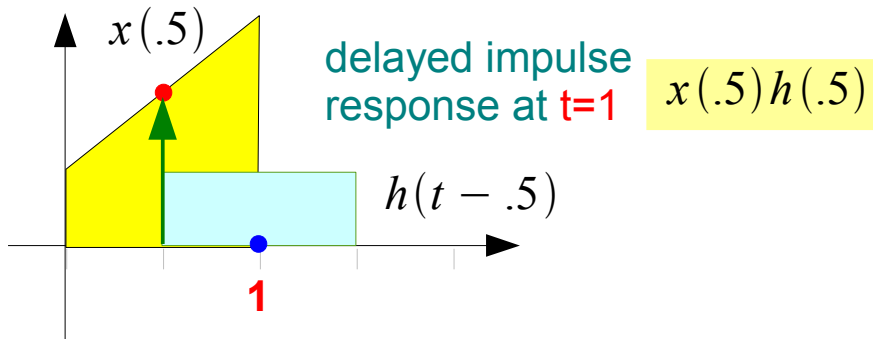 x(.5)
delayed impulse
response at t=1
x(.5)h(.5)
h(t − .5)
1